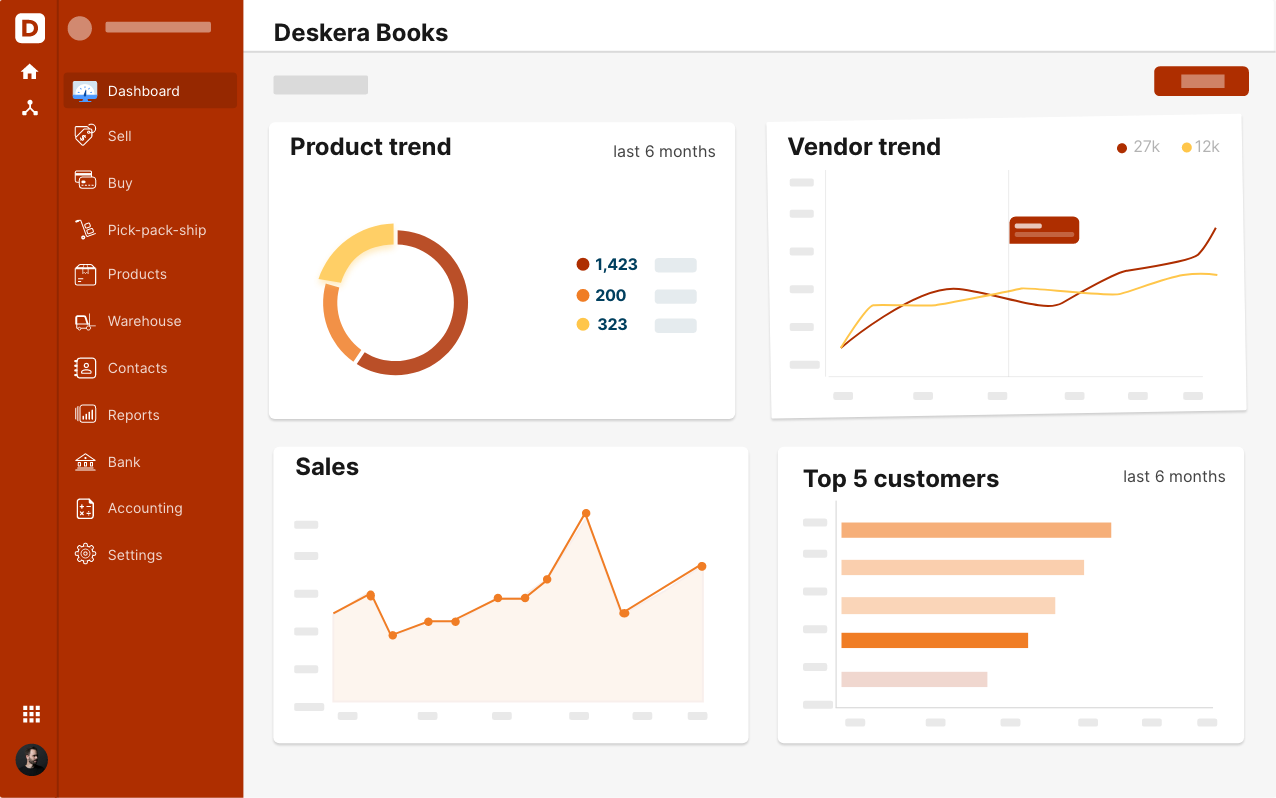 D
Deskera Books
Dashboard
Sell
Buy
Pick-pack-ship
Products
Warehouse
Contacts
Reports
Bank
Accounting
Settings
Product trend
last 6 months
1,423
200
323
Vendor trend
27k
12k
Sales
Top 5 customers
last 6 months